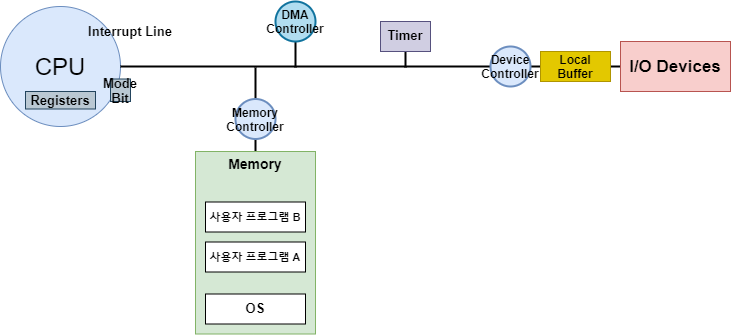 DMA
Controller
Interrupt Line
Timer
CPU
Device
Controller
Local
Buffer
I/O Devices
Mode
Bit
Registers
Memory
Controller
Memory
사용자 프로그램 B
사용자 프로그램 A
OS